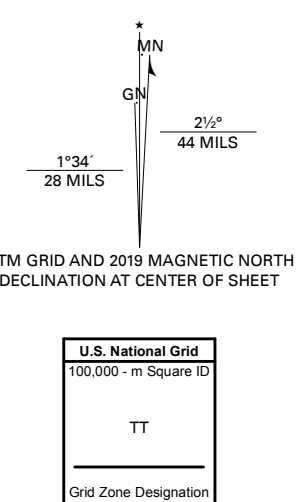 ★
MN
GN
2½°
44 MILS
1°34´
28 MILS
TM GRID AND 2019 MAGNETIC NORTH
DECLINATION AT CENTER OF SHEET
U.S. National Grid
100,000 - m Square ID
TT
Grid Zone Designation